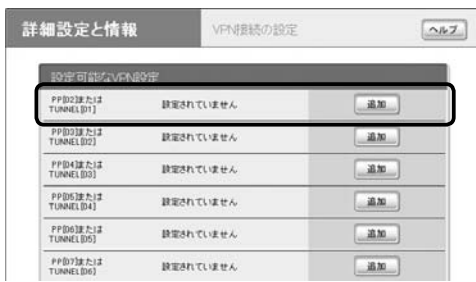 詳細設定と情報
VPN接続の設定
ヘルプ
設定可能なVPN設定
PP[02]または
TUNNEL[01]
設定されていません
追加
PP[03]または
TUNNEL[02]
設定されていません
追加
PP[04]または
TUNNEL[03]
設定されていません
追加
PP[05]または
TUNNEL[04]
設定されていません
追加
PP[06]または
TUNNEL[05]
設定されていません
追加
PP[07]または
TUNNEL[06]
設定されていません
追加